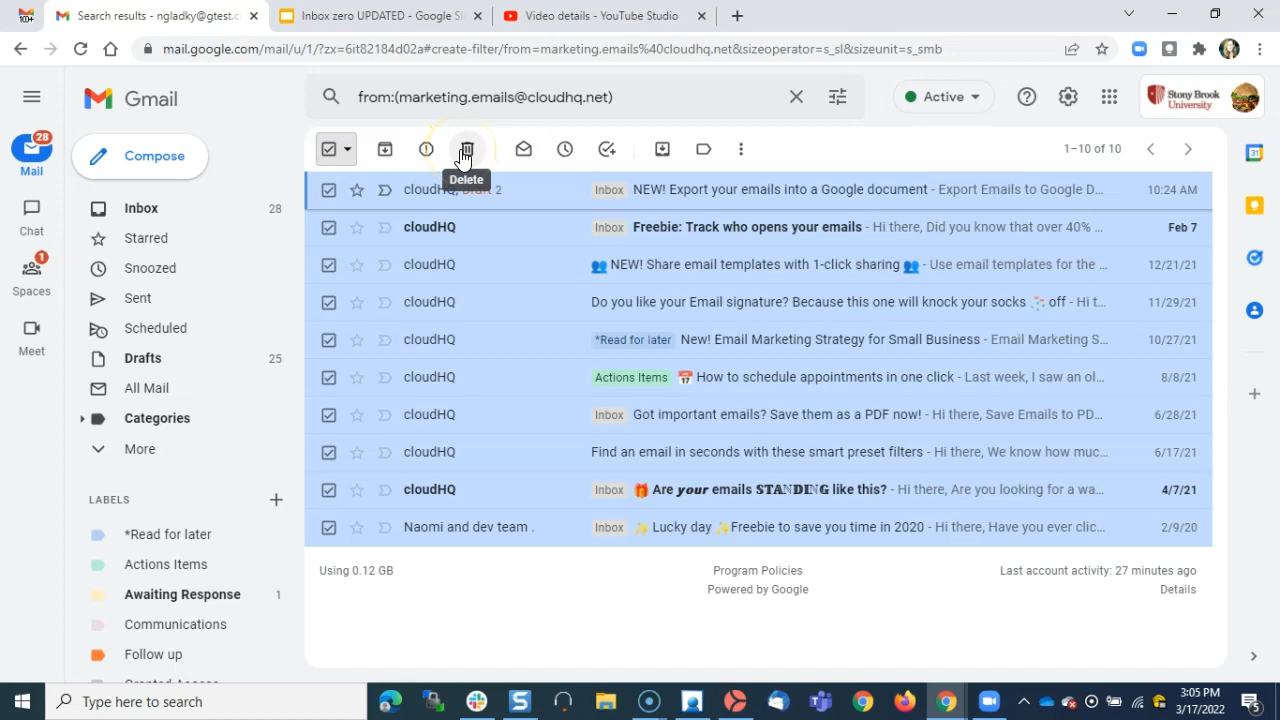 100+
Search results - ngladky@gtest.c
Inbox zero UPDATED - Google Sl
Video details - YouTube Studio
mail.google.com/mail/u/1/?zx=6it82184d02a#create-filter/from=marketing.emails%40cloudhq.net&sizeoperator=s_sl&sizeunit=s_smb
Gmail
from:(marketing.emails@cloudhq.net)
Active
Stony Brook
University
28
Mail
Compose
1–10 of 10
Delete
cloudHQ, Draft 2 Inbox NEW! Export your emails into a Google document - Export Emails to Google D... 10:24 AM
Inbox 28
Chat
cloudHQ Inbox Freebie: Track who opens your emails - Hi there, Did you know that over 40% ... Feb 7
Starred
1
Spaces
cloudHQ 👥 NEW! Share email templates with 1-click sharing 👥 - Use email templates for the ... 12/21/21
Snoozed
Sent
cloudHQ Do you like your Email signature? Because this one will knock your socks 🧦 off - Hi t... 11/29/21
Scheduled
Meet
cloudHQ *Read for later New! Email Marketing Strategy for Small Business - Email Marketing S... 10/27/21
Drafts 25
cloudHQ Actions Items 📅 How to schedule appointments in one click - Last week, I saw an ol... 8/8/21
All Mail
Categories
cloudHQ Inbox Got important emails? Save them as a PDF now! - Hi there, Save Emails to PD... 6/28/21
More
cloudHQ Find an email in seconds with these smart preset filters - Hi there, We know how muc... 6/17/21
LABELS
cloudHQ Inbox 🎁 Are 𝒚𝒐𝒖𝒓 emails 𝕊𝕋𝔸ℕ𝔻𝕀ℕ𝔾 like this? - Hi there, Are you looking for a wa... 4/7/21
Naomi and dev team . Inbox ✨ Lucky day ✨Freebie to save you time in 2020 - Hi there, Have you ever clic... 2/9/20
*Read for later
Actions Items
Awaiting Response 1
Communications
Follow up
Using 0.12 GB
Program Policies
Powered by Google
Last account activity: 27 minutes ago
Details
Type here to search
3:05 PM
3/17/2022
5